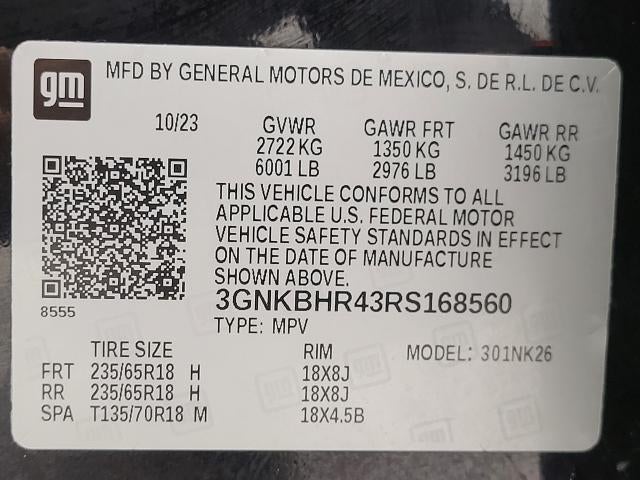 gm
MFD BY GENERAL MOTORS DE MEXICO, S. DE R.L. DE C.V.
10/23 GVWR GAWR FRT GAWR RR
2722 KG 1350 KG 1450 KG
6001 LB 2976 LB 3196 LB
THIS VEHICLE CONFORMS TO ALL
APPLICABLE U.S. FEDERAL MOTOR
VEHICLE SAFETY STANDARDS IN EFFECT
ON THE DATE OF MANUFACTURE
SHOWN ABOVE.
3GNKBHR43RS168560
8555
TYPE: MPV
TIRE SIZE RIM MODEL: 301NK26
FRT 235/65R18 H 18X8J
RR 235/65R18 H 18X8J
SPA T135/70R18 M 18X4.5B